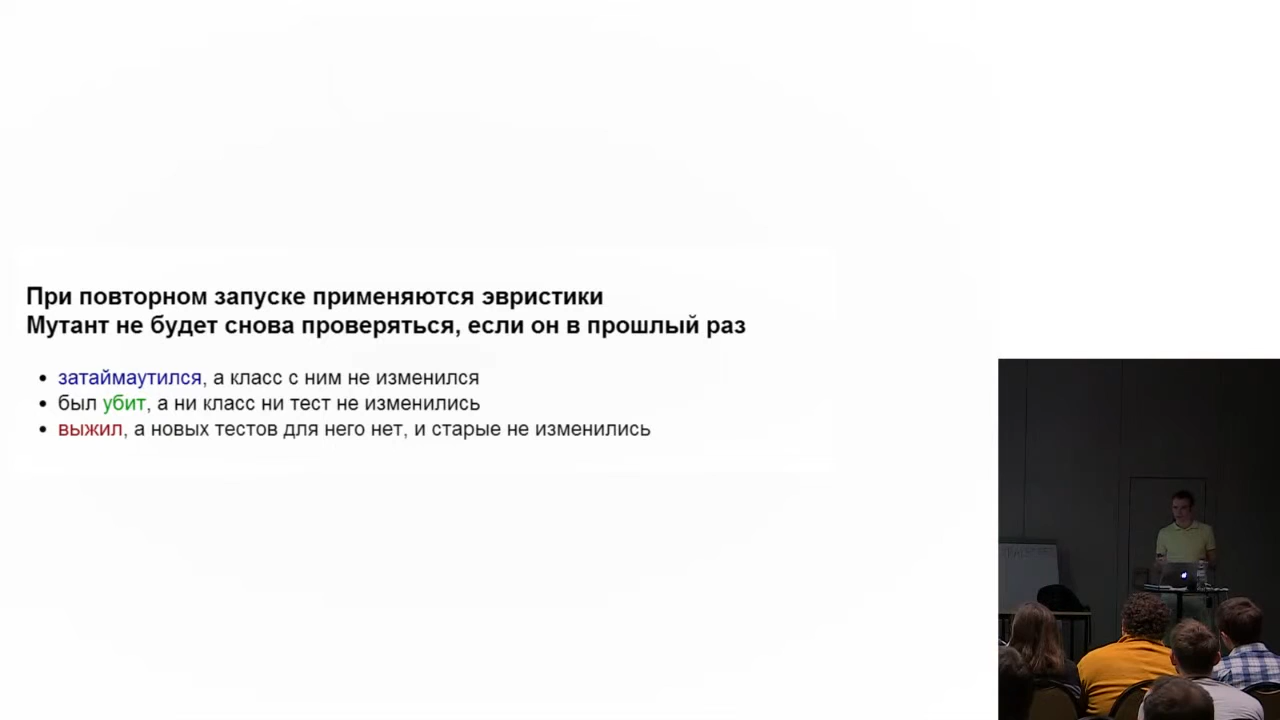 При повторном запуске применяются эвристики
Мутант не будет снова проверяться, если он в прошлый раз
затаймаутился, а класс с ним не изменился
был убит, а ни класс ни тест не изменились
выжил, а новых тестов для него нет, и старые не изменились